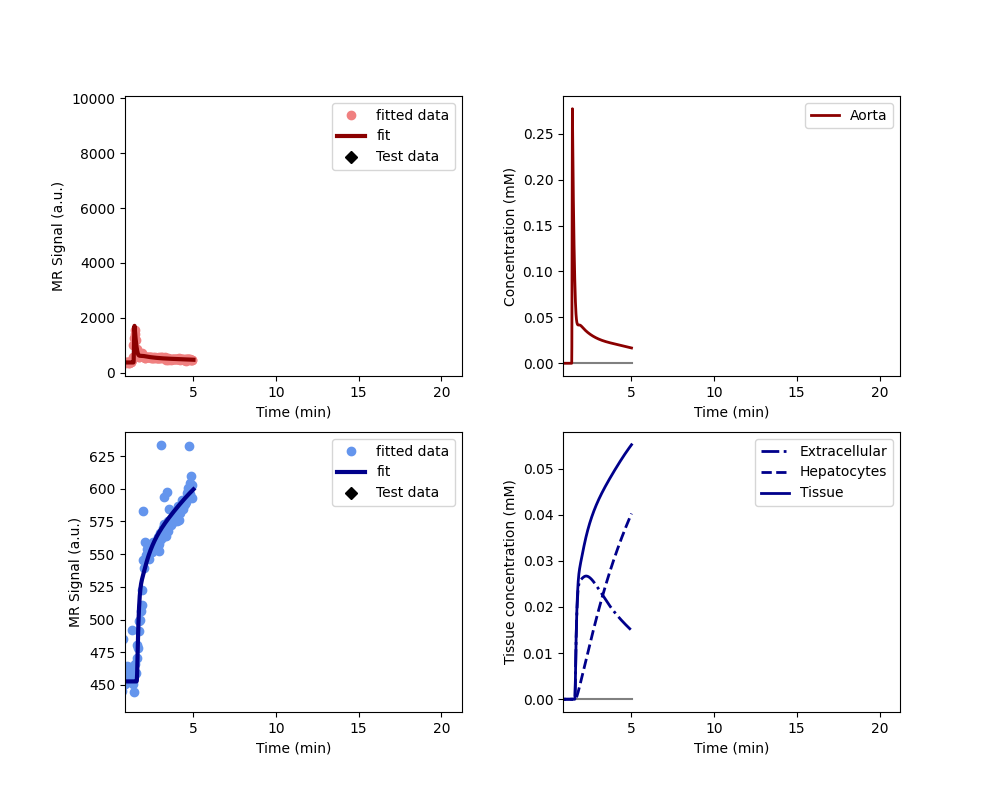 10000
8000
6000
4000
2000
0
MR Signal (a.u.)
5
10
15
20
Time (min)
fitted data
fit
Test data
0.25
0.20
0.15
0.10
0.05
0.00
Concentration (mM)
5
10
15
20
Time (min)
Aorta
625
600
575
550
525
500
475
450
MR Signal (a.u.)
5
10
15
20
Time (min)
fitted data
fit
Test data
0.05
0.04
0.03
0.02
0.01
0.00
Tissue concentration (mM)
5
10
15
20
Time (min)
Extracellular
Hepatocytes
Tissue